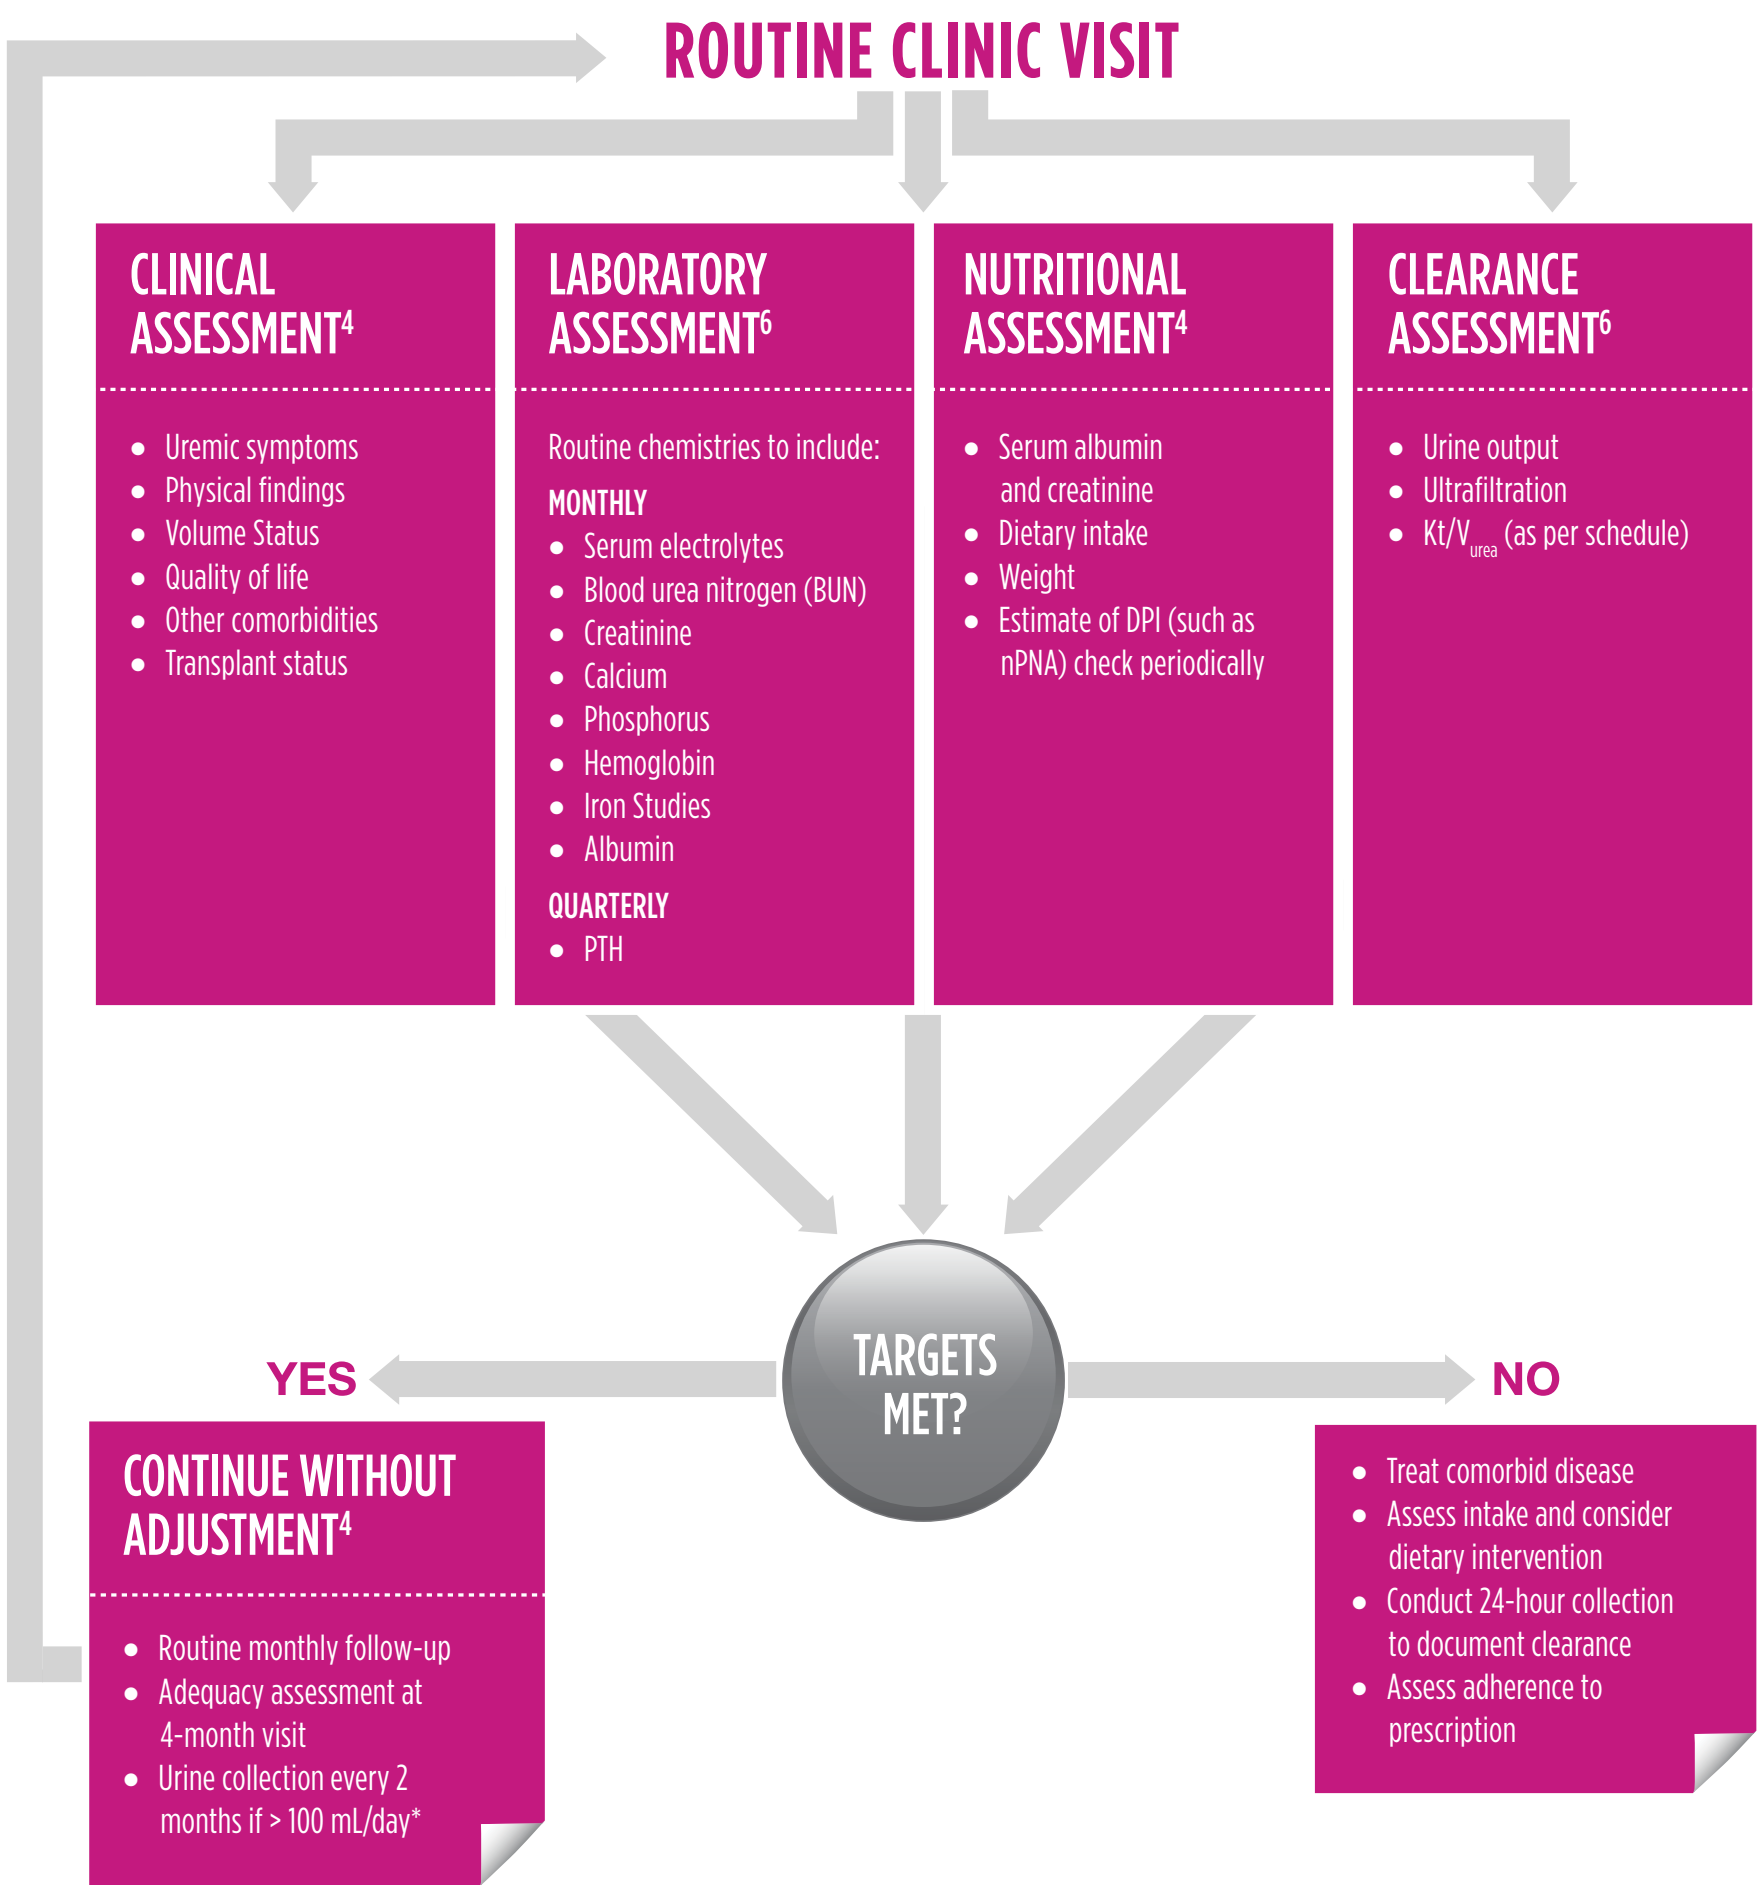 ROUTINE CLINIC VISIT
CLINICAL
ASSESSMENT4
● Uremic symptoms
● Physical findings
● Volume Status
● Quality of life
● Other comorbidities
● Transplant status
LABORATORY
ASSESSMENT6
Routine chemistries to include:
MONTHLY
● Serum electrolytes
● Blood urea nitrogen (BUN)
● Creatinine
● Calcium
● Phosphorus
● Hemoglobin
● Iron Studies
● Albumin
QUARTERLY
● PTH
NUTRITIONAL
ASSESSMENT4
● Serum albumin
and creatinine
● Dietary intake
● Weight
● Estimate of DPI (such as
nPNA) check periodically
CLEARANCE
ASSESSMENT6
● Urine output
● Ultrafiltration
● Kt/Vurea (as per schedule)
TARGETS
MET?
YES
CONTINUE WITHOUT
ADJUSTMENT4
● Routine monthly follow-up
● Adequacy assessment at
4-month visit
● Urine collection every 2
months if > 100 mL/day*
NO
● Treat comorbid disease
● Assess intake and consider
dietary intervention
● Conduct 24-hour collection
to document clearance
● Assess adherence to
prescription